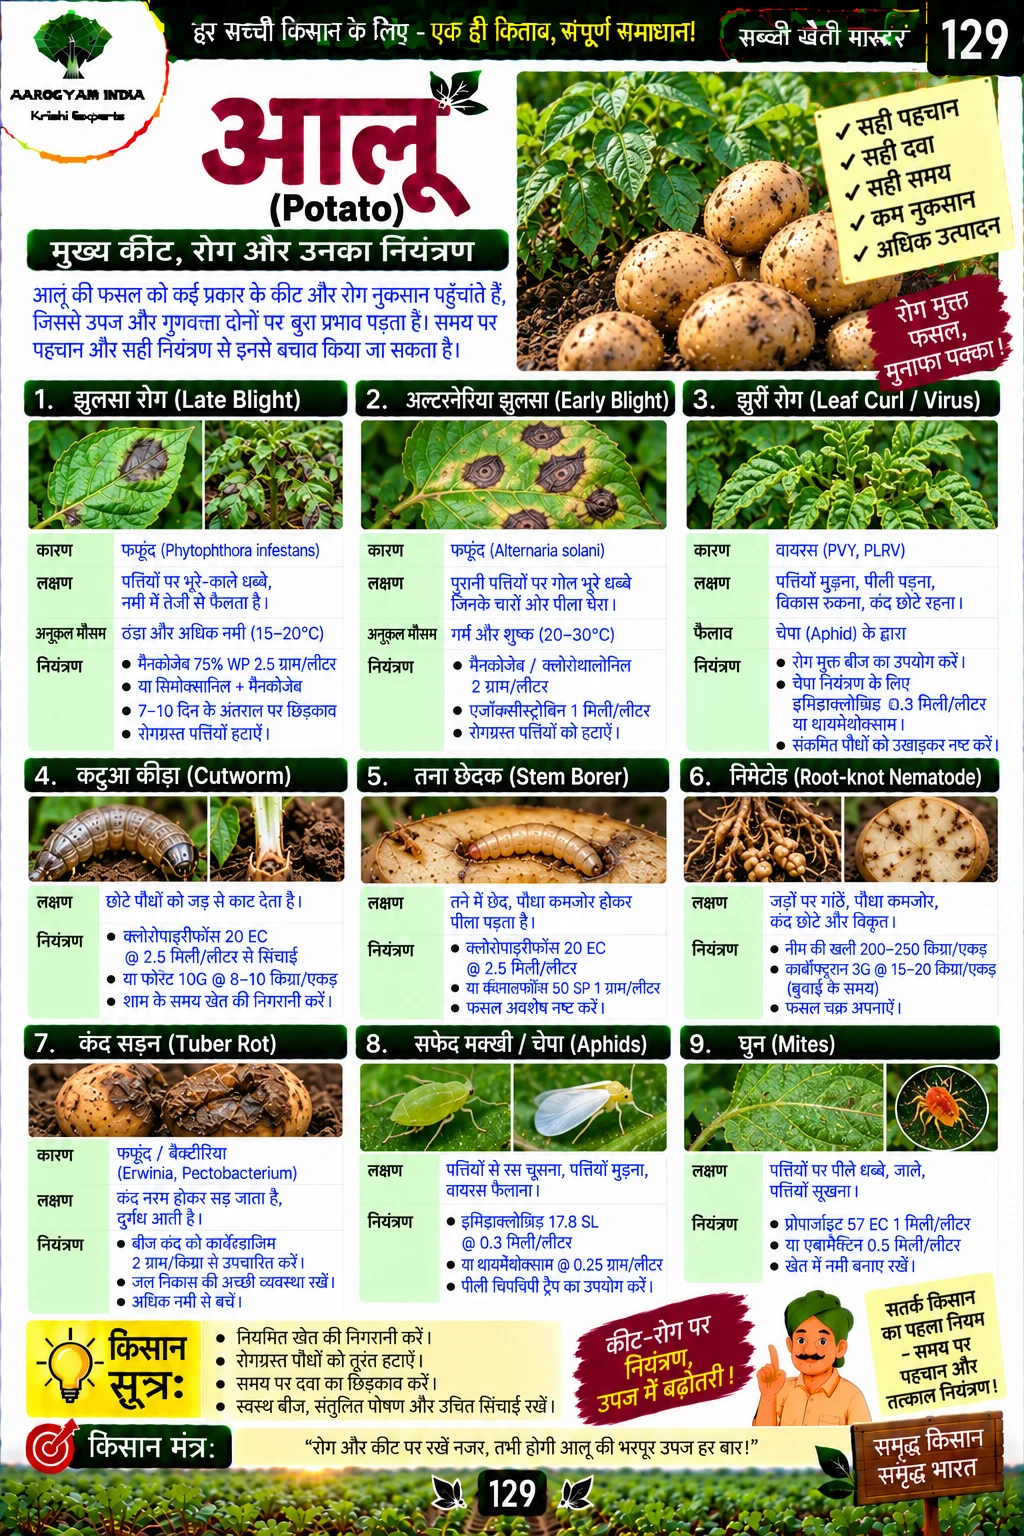 AAROGYAM INDIA
Krishi Experts
हर सच्ची किसान के लिए - एक ही किताब, संपूर्ण समाधान!
सब्जी खेती मास्टर
129
आलू
(Potato)
मुख्य कीट, रोग और उनका नियंत्रण
आलू की फसल को कई प्रकार के कीट और रोग नुकसान पहुँचाते हैं,
जिससे उपज और गुणवत्ता दोनों पर बुरा प्रभाव पड़ता हैं। समय पर
पहचान और सही नियंत्रण से इनसे बचाव किया जा सकता है।
✓ सही पहचान
✓ सही दवा
✓ सही समय
✓ कम नुकसान
✓ अधिक उत्पादन
रोग मुक्त
फसल,
मुनाफा पक्का!
1. झुलसा रोग (Late Blight)
कारण फफूंद (Phytophthora infestans)
लक्षण पत्तियों पर भूरे-काले धब्बे,
नमी में तेजी से फैलता है।
अनुकूल मौसम ठंडा और अधिक नमी (15–20°C)
नियंत्रण • मैनकोजेब 75% WP 2.5 ग्राम/लीटर
• या सिमोक्सानिल + मैनकोजेब
• 7–10 दिन के अंतराल पर छिड़काव
• रोगग्रस्त पत्तियों हटाऐं।
2. अल्टरनेरिया झुलसा (Early Blight)
कारण फफूंद (Alternaria solani)
लक्षण पुरानी पत्तियों पर गोल भूरे धब्बे
जिनके चारों ओर पीला घेरा।
अनुकूल मौसम गर्म और शुष्क (20–30°C)
नियंत्रण • मैनकोजेब / क्लोरोथालोनिल
2 ग्राम/लीटर
• एजॉक्सीस्ट्रोबिन 1 मिली/लीटर
• रोगग्रस्त पत्तियों को हटाऐं।
3. झुर्री रोग (Leaf Curl / Virus)
कारण वायरस (PVY, PLRV)
लक्षण पत्तियों मुड़ना, पीली पड़ना,
विकास रुकना, कंद छोटे रहना।
फैलाव चेपा (Aphid) के द्वारा
नियंत्रण • रोग मुक्त बीज का उपयोग करें।
• चेपा नियंत्रण के लिए
इमिडाक्लोप्रिड 0.3 मिली/लीटर
या थायमेथोक्साम।
• संकमित पौधों को उखाड़कर नष्ट करें।
4. कटुआ कीड़ा (Cutworm)
लक्षण छोटे पौधों को जड़ से काट देता है।
नियंत्रण • क्लोरोपाइरीफॉस 20 EC
@ 2.5 मिली/लीटर से सिंचाई
• या फोरेट 10G @ 8–10 किग्रा/एकड़
• शाम के समय खेत की निगरानी करें।
5. तना छेदक (Stem Borer)
लक्षण तने में छेद, पौधा कमजोर होकर
पीला पड़ता है।
नियंत्रण • क्लोरोपाइरीफॉस 20 EC
@ 2.5 मिली/लीटर
• या 50 SP 1 ग्राम/लीटर
• फसल अवशेष नष्ट करें।
6. निमेटोड (Root-knot Nematode)
लक्षण जड़ों पर गांठें, पौधा कमजोर,
कंद छोटे और विकृत।
नियंत्रण • नीम की खली 200–250 किग्रा/एकड़
• कार्बोफ्यूरान 3G @ 15–20 किग्रा/एकड़
(बुवाई के समय)
• फसल चक्र अपनाऐं।
7. कंद सड़न (Tuber Rot)
कारण फफूंद / बैक्टीरिया
(Erwinia, Pectobacterium)
लक्षण कंद नरम होकर सड़ जाता है,
दुर्गंध आती है।
नियंत्रण • बीज कंद को कार्बेन्डाजिम
2 ग्राम/किग्रा से उपचारित करें।
• जल निकास की अच्छी व्यवस्था रखें।
• अधिक नमी से बचें।
8. सफेद मक्खी / चेपा (Aphids)
लक्षण पत्तियों से रस चूसना, पत्तियों मुड़ना,
वायरस फैलाना।
नियंत्रण • इमिडाक्लोप्रिड 17.8 SL
@ 0.3 मिली/लीटर
• या थायमेथोक्साम @ 0.25 ग्राम/लीटर
• पीली चिपचिपी ट्रैप का उपयोग करें।
9. घुन (Mites)
लक्षण पत्तियों पर पीले धब्बे, जाले,
पत्तियों सूखना।
नियंत्रण • प्रोपार्जाइट 57 EC 1 मिली/लीटर
• या एबामैक्टिन 0.5 मिली/लीटर
• खेत में नमी बनाए रखें।
किसान
सूत्र:
• नियमित खेत की निगरानी करें।
• रोगग्रस्त पौधों को तुरंत हटाऐं।
• समय पर दवा का छिड़काव करें।
• स्वस्थ बीज, संतुलित पोषण और उचित सिंचाई रखें।
कीट-रोग पर
नियंत्रण,
उपज में बढ़ोतरी!
सतर्क किसान
का पहला नियम
– समय पर
पहचान और
तत्काल नियंत्रण!
किसान मंत्र:
“रोग और कीट पर रखें नजर, तभी होगी आलू की भरपूर उपज हर बार!”
समृद्ध किसान
समृद्ध भारत
129